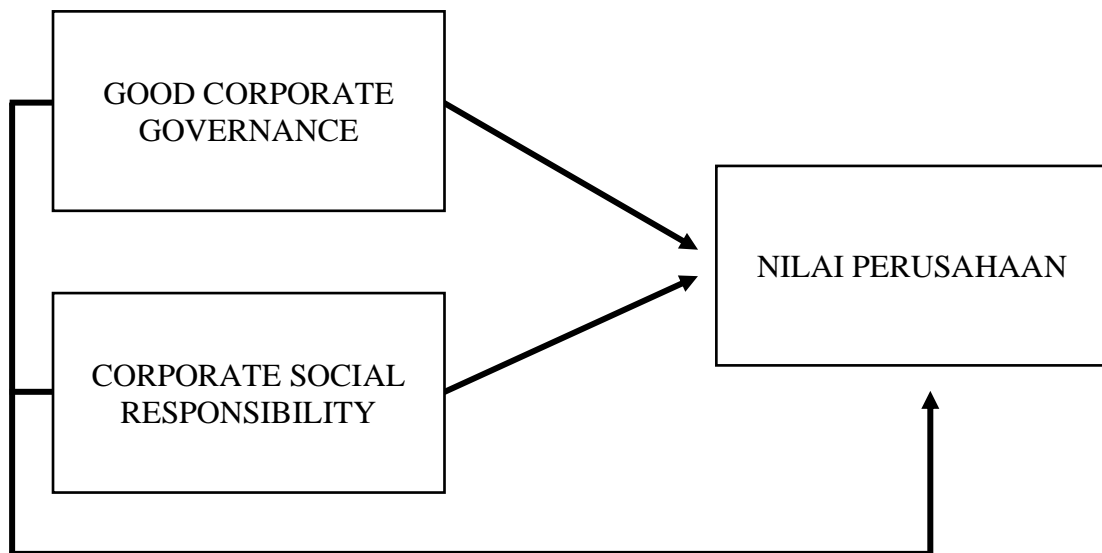 GOOD CORPORATE
GOVERNANCE
NILAI PERUSAHAAN
CORPORATE SOCIAL
RESPONSIBILITY